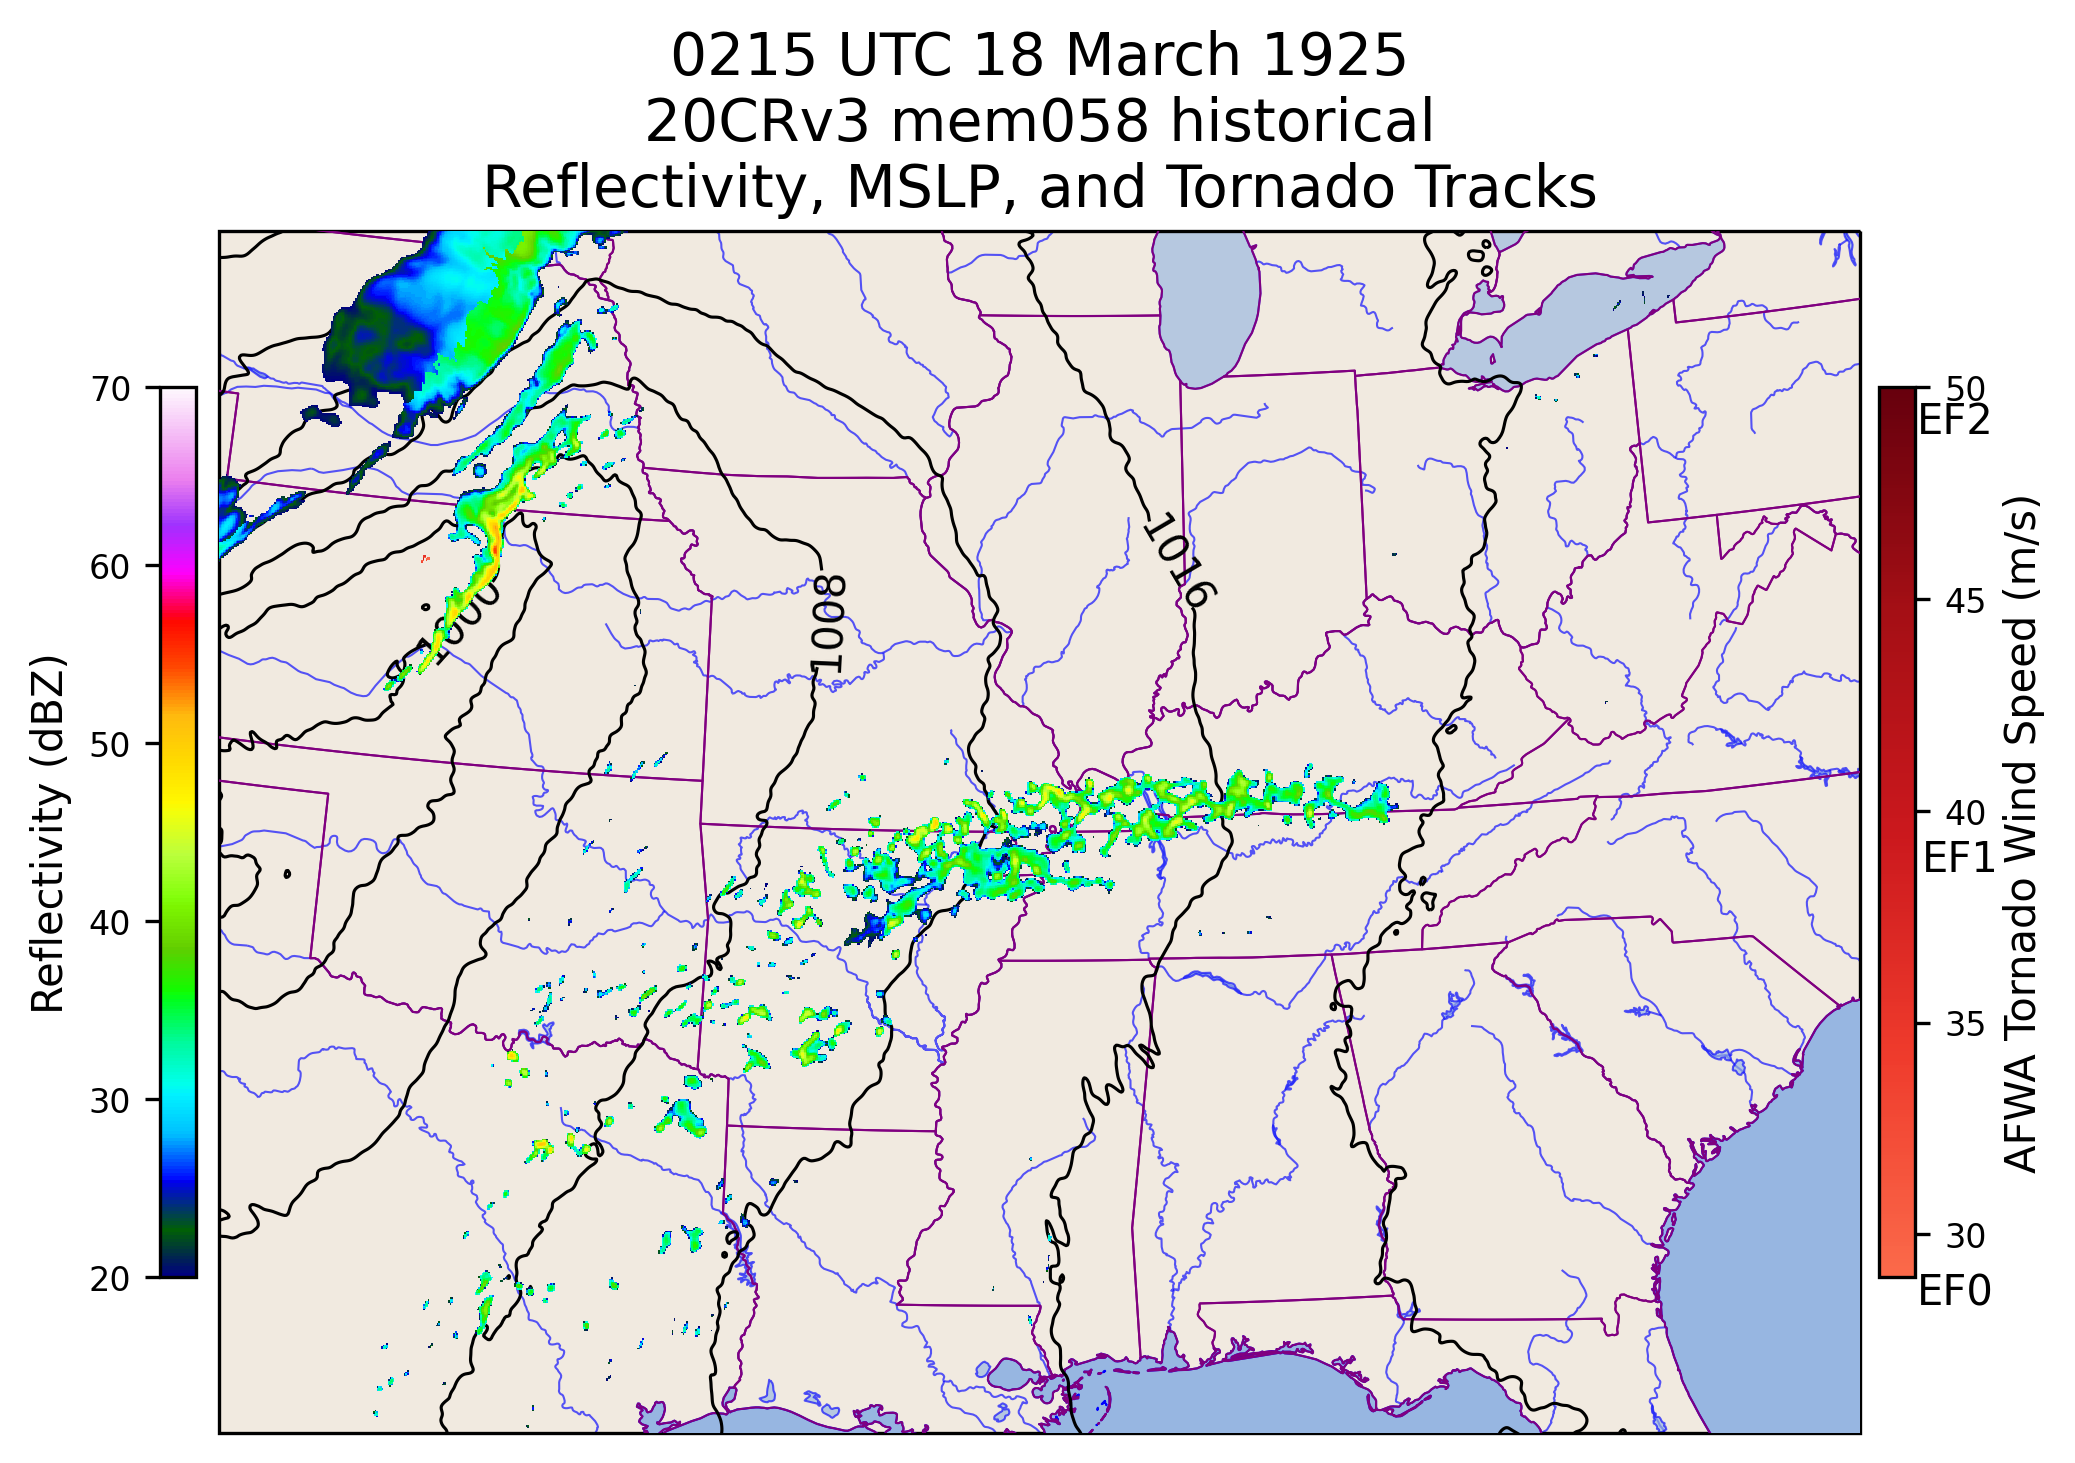 0215 UTC 18 March 1925
20CRv3 mem058 historical
Reflectivity, MSLP, and Tornado Tracks
Reflectivity (dBZ)
70
60
50
40
30
20
1000
1008
1016
50
EF2
45
40
EF1
35
30
EF0
AFWA Tornado Wind Speed (m/s)